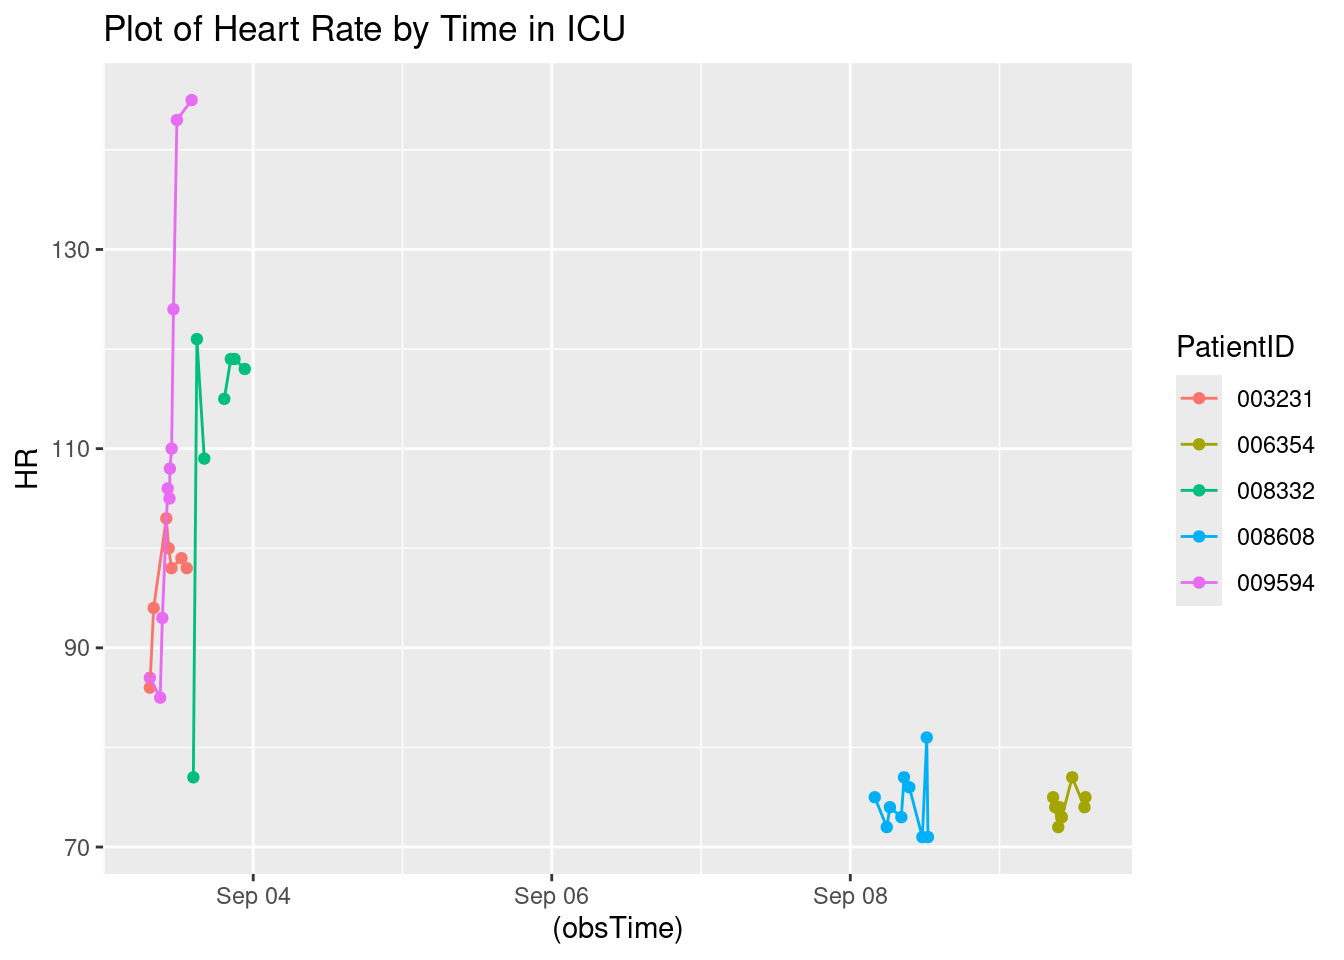 Plot of Heart Rate by Time in ICU
130
110
90
70
HR
Sep 04
Sep 06
Sep 08
(obsTime)
PatientID
003231
006354
008332
008608
009594